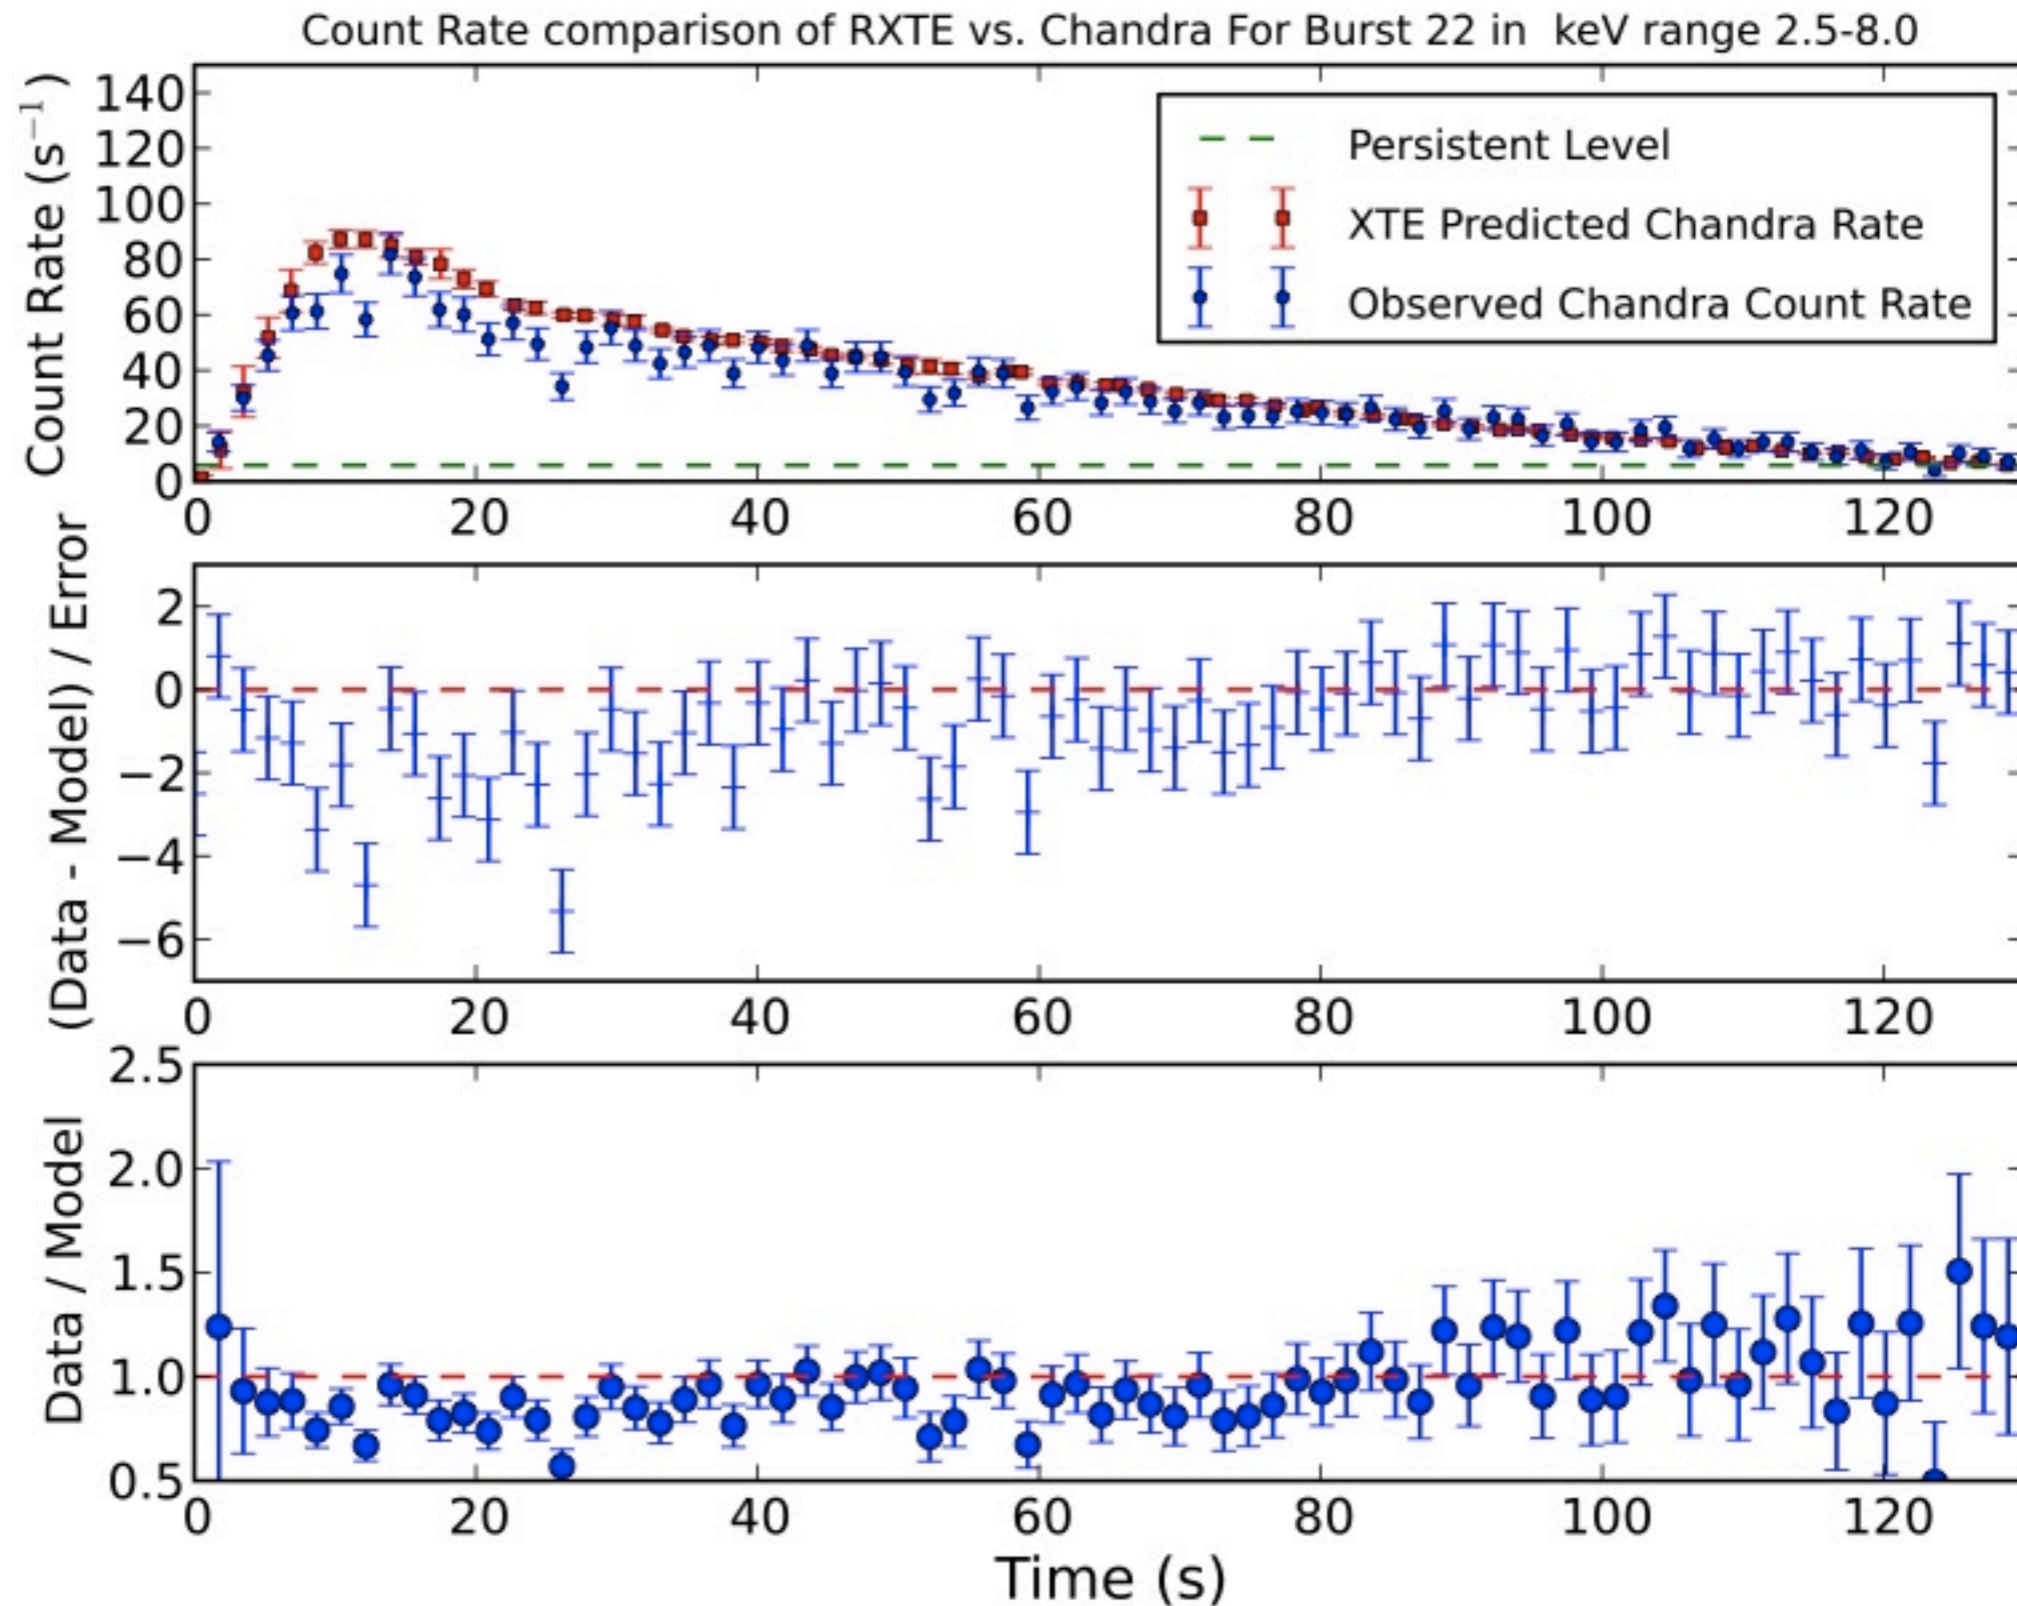 Count Rate comparison of RXTE vs. Chandra For Burst 22 in  keV range 2.5-8.0
Count Rate (s⁻¹)
140
120
100
80
60
40
20
0
Persistent Level
XTE Predicted Chandra Rate
Observed Chandra Count Rate
0 20 40 60 80 100 120
(Data - Model) / Error
2
0
−2
−4
−6
0 20 40 60 80 100 120
Data / Model
2.5
2.0
1.5
1.0
0.5
0 20 40 60 80 100 120
Time (s)